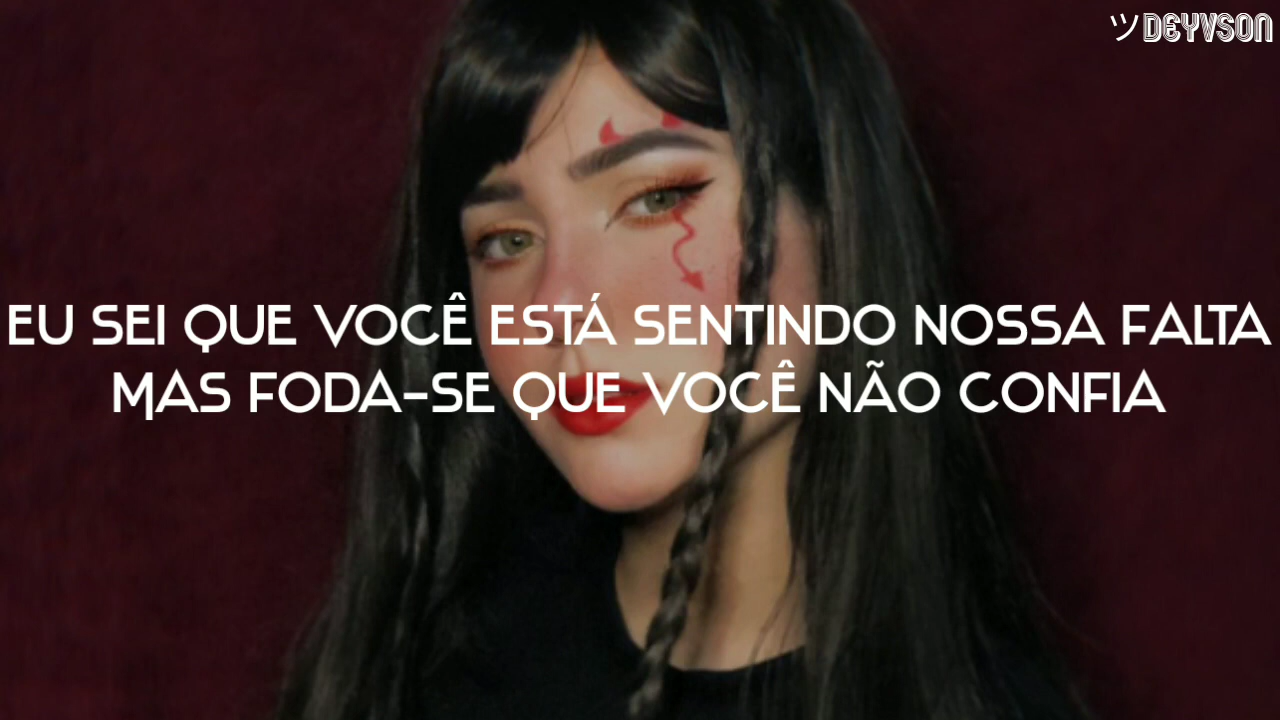 ツDEYVSON
EU SEI QUE VOCÊ ESTÁ SENTINDO NOSSA FALTA
MAS FODA-SE QUE VOCÊ NÃO CONFIA